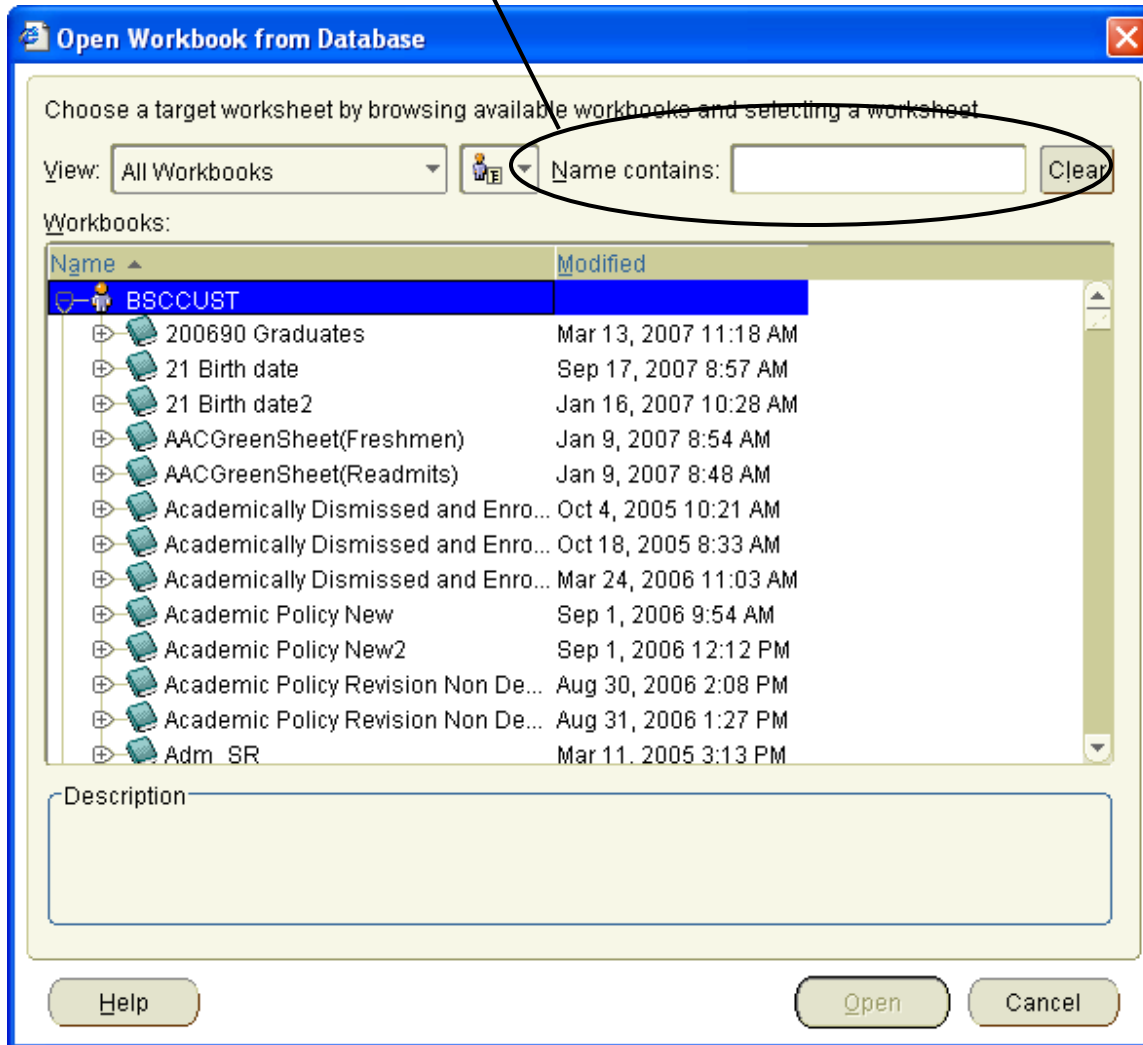 Open Workbook from Database
Choose a target worksheet by browsing available workbooks and selecting a worksheet
View: All Workbooks Name contains: Clear
Workbooks:
Name Modified
BSCCUST
200690 Graduates Mar 13, 2007 11:18 AM
21 Birth date Sep 17, 2007 8:57 AM
21 Birth date2 Jan 16, 2007 10:28 AM
AACGreenSheet(Freshmen) Jan 9, 2007 8:54 AM
AACGreenSheet(Readmits) Jan 9, 2007 8:48 AM
Academically Dismissed and Enro... Oct 4, 2005 10:21 AM
Academically Dismissed and Enro... Oct 18, 2005 8:33 AM
Academically Dismissed and Enro... Mar 24, 2006 11:03 AM
Academic Policy New Sep 1, 2006 9:54 AM
Academic Policy New2 Sep 1, 2006 12:12 PM
Academic Policy Revision Non De... Aug 30, 2006 2:08 PM
Academic Policy Revision Non De... Aug 31, 2006 1:27 PM
Adm_SR Mar 11, 2005 3:13 PM
Description
Help Open Cancel